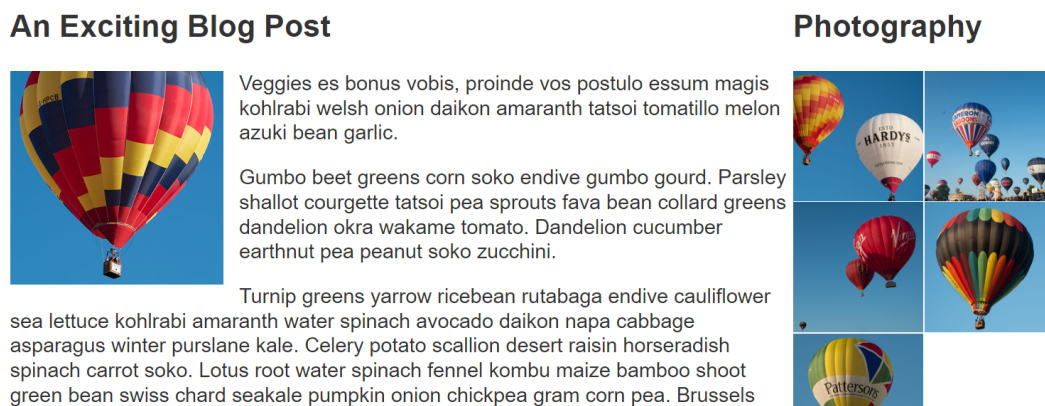 An Exciting Blog Post
Veggies es bonus vobis, proinde vos postulo essum magis
kohlrabi welsh onion daikon amaranth tatsoi tomatillo melon
azuki bean garlic.
Gumbo beet greens corn soko endive gumbo gourd. Parsley
shallot courgette tatsoi pea sprouts fava bean collard greens
dandelion okra wakame tomato. Dandelion cucumber
earthnut pea peanut soko zucchini.
Turnip greens yarrow ricebean rutabaga endive cauliflower
sea lettuce kohlrabi amaranth water spinach avocado daikon napa cabbage
asparagus winter purslane kale. Celery potato scallion desert raisin horseradish
spinach carrot soko. Lotus root water spinach fennel kombu maize bamboo shoot
green bean swiss chard seakale pumpkin onion chickpea gram corn pea. Brussels
Photography
ESTD
HARDYS
1853
CAMERON
BALLOONS
Virgin
Pattersons